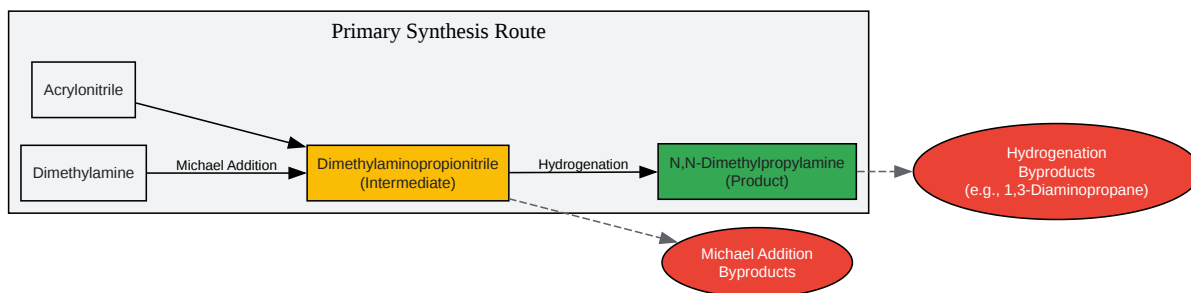 Primary Synthesis Route
Acrylonitrile
Dimethylamine
Michael Addition
Dimethylaminopropionitrile
(Intermediate)
Hydrogenation
N,N-Dimethylpropylamine
(Product)
Hydrogenation
Byproducts
(e.g., 1,3-Diaminopropane)
Michael Addition
Byproducts